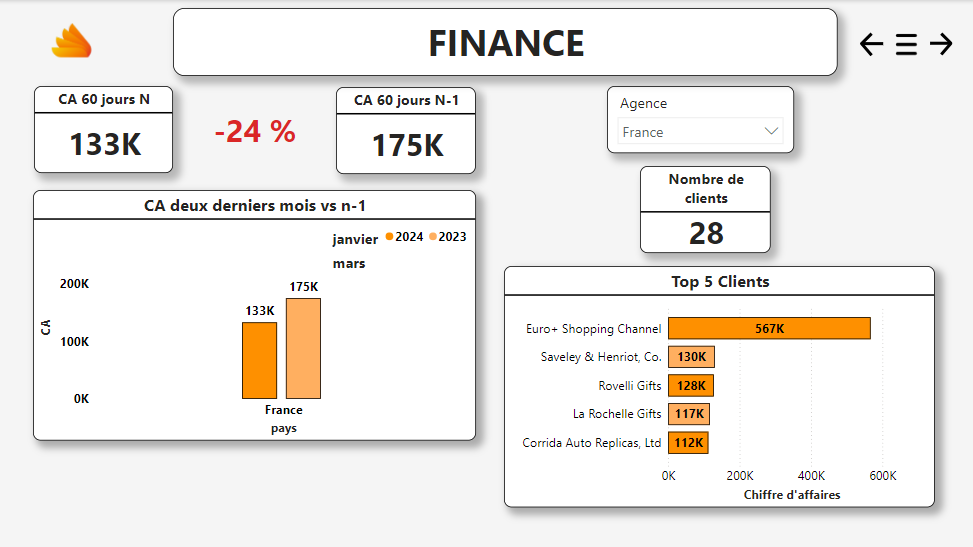 FINANCE
CA 60 jours N
133K
-24 %
CA 60 jours N-1
175K
Agence
France
Nombre de
clients
28
CA deux derniers mois vs n-1
janvier
mars
2024 2023
200K
100K
0K
CA
133K
175K
France
pays
Top 5 Clients
Euro+ Shopping Channel 567K
Saveley & Henriot, Co. 130K
Rovelli Gifts 128K
La Rochelle Gifts 117K
Corrida Auto Replicas, Ltd 112K
0K 200K 400K 600K
Chiffre d'affaires